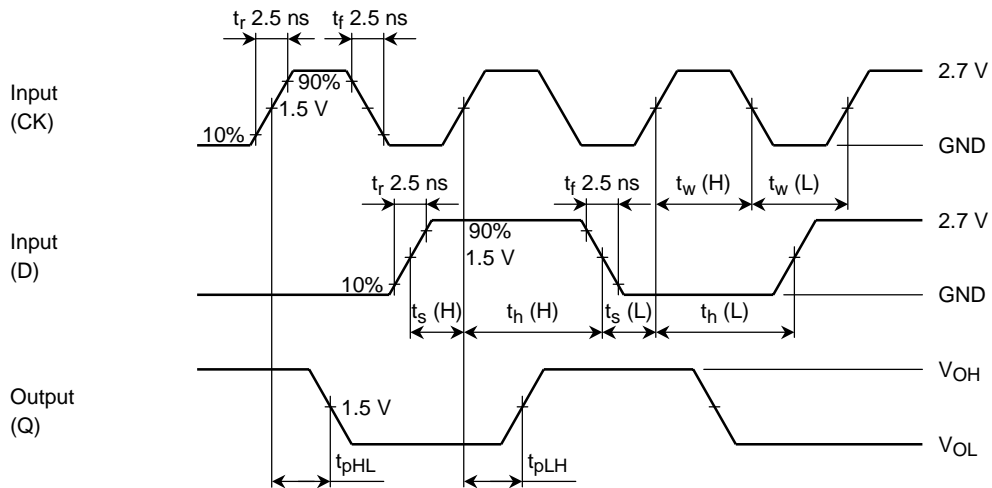 tr 2.5 ns tf 2.5 ns
Input
(CK)
90%
1.5 V
10%
2.7 V
GND
tr 2.5 ns tf 2.5 ns tw (H) tw (L)
Input
(D)
90%
1.5 V
10%
2.7 V
GND
ts (H) th (H) ts (L) th (L)
Output
(Q)
1.5 V
VOH
VOL
tpHL tpLH